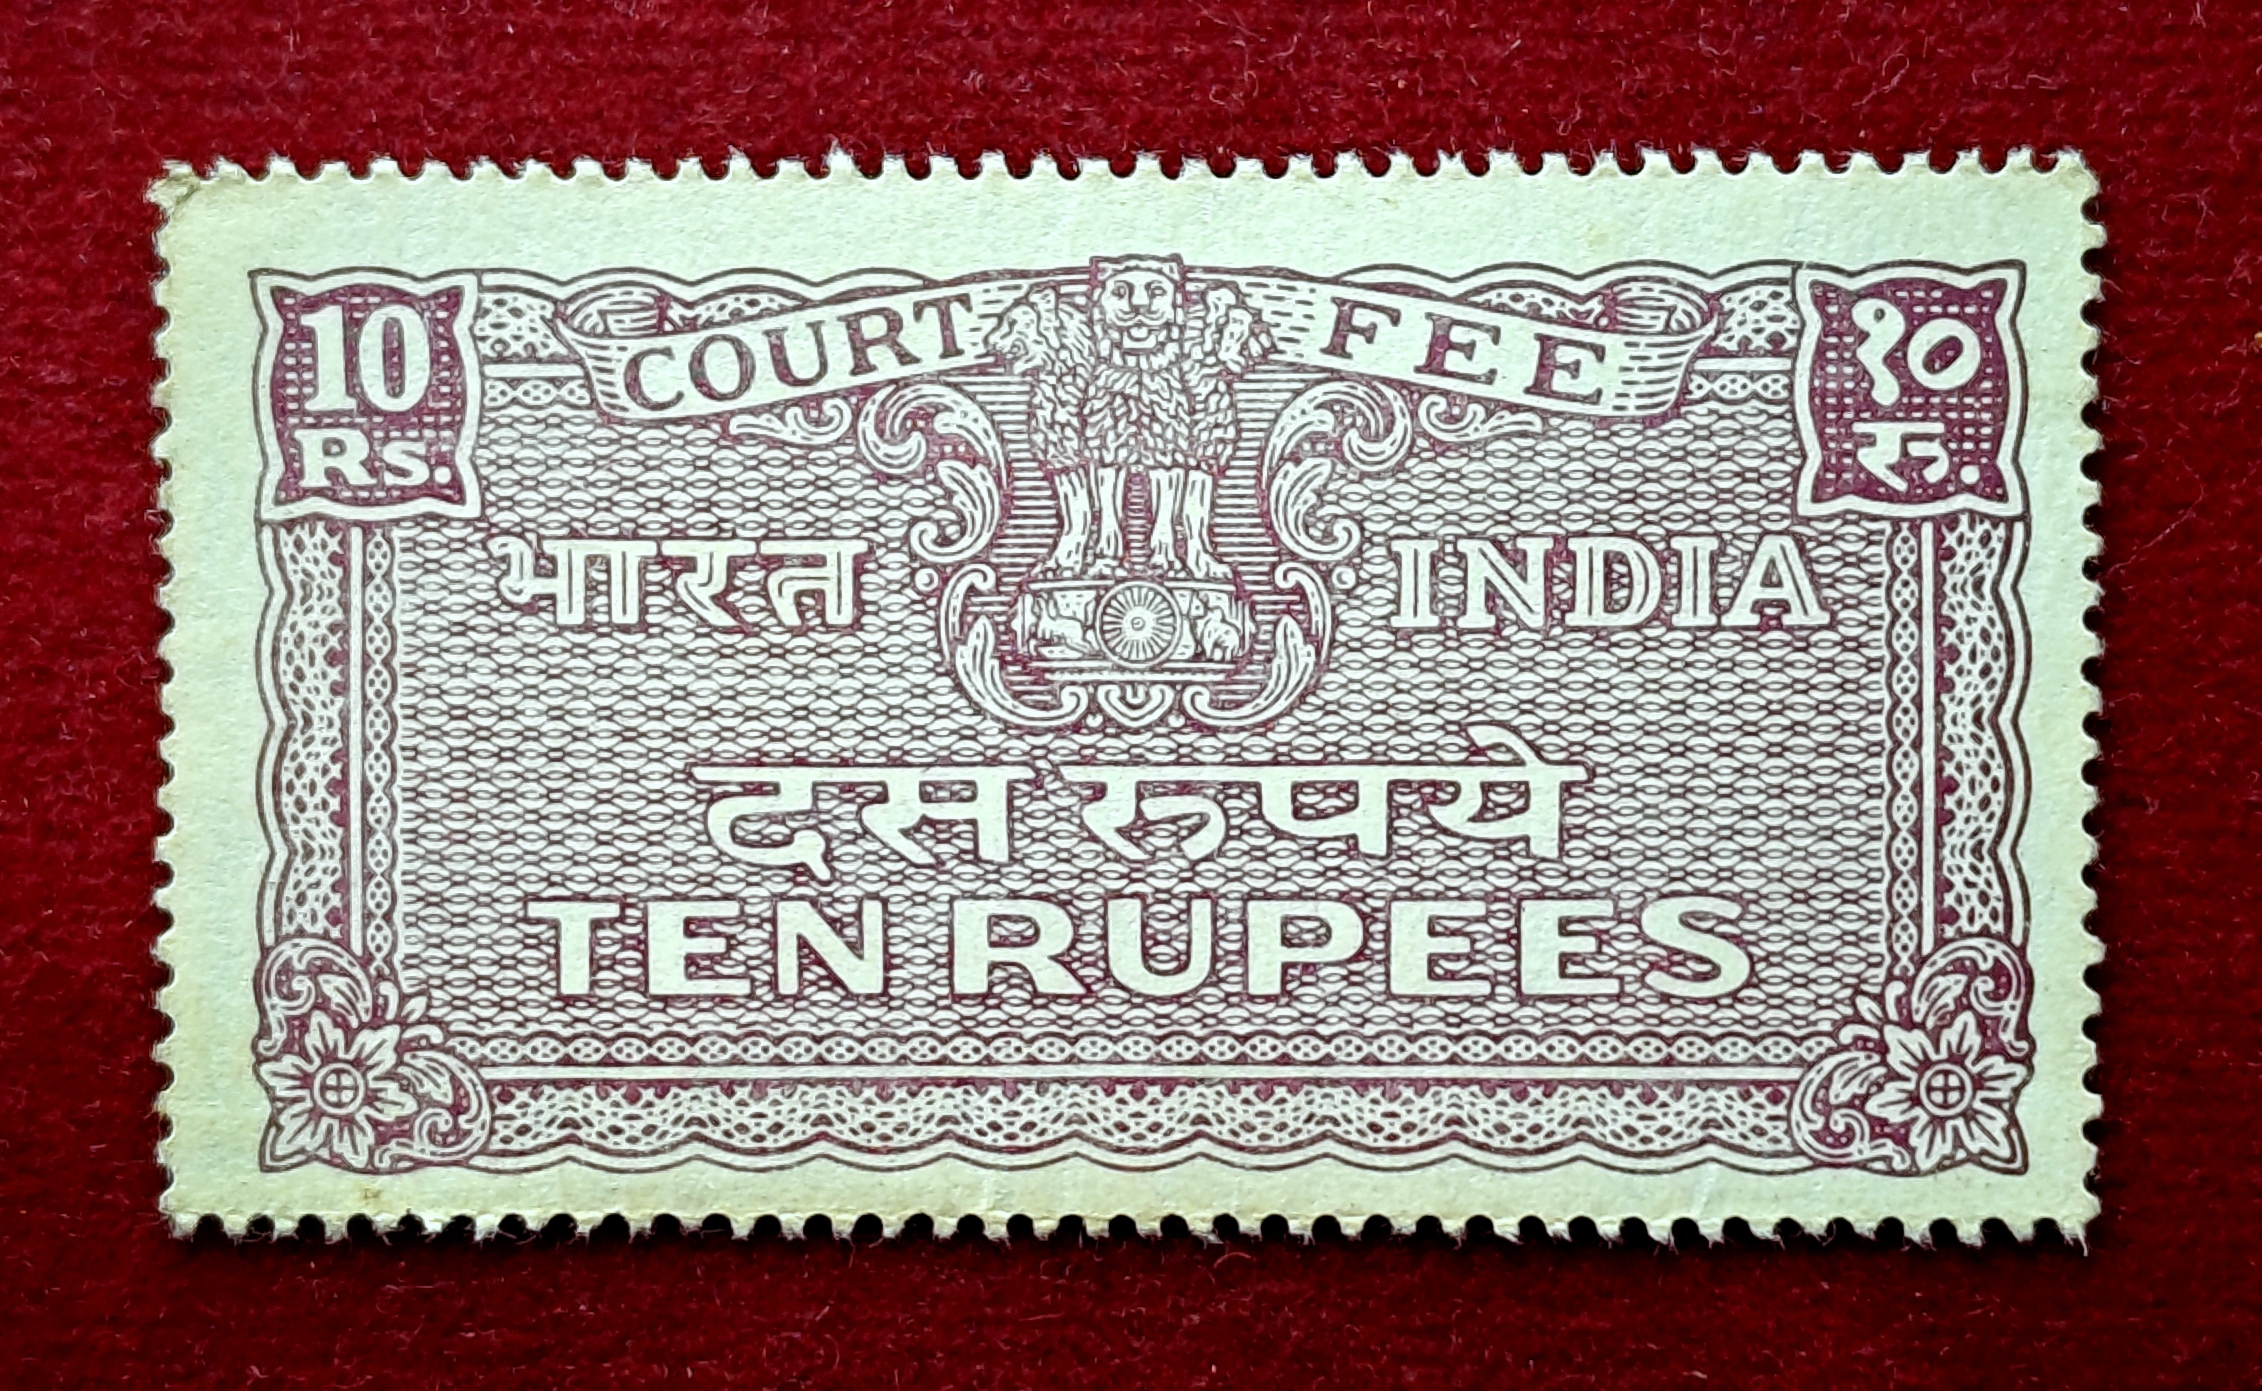 COURT FEE
10
Rs.
१०
रु.
भारत INDIA
दस रुपये
TEN RUPEES